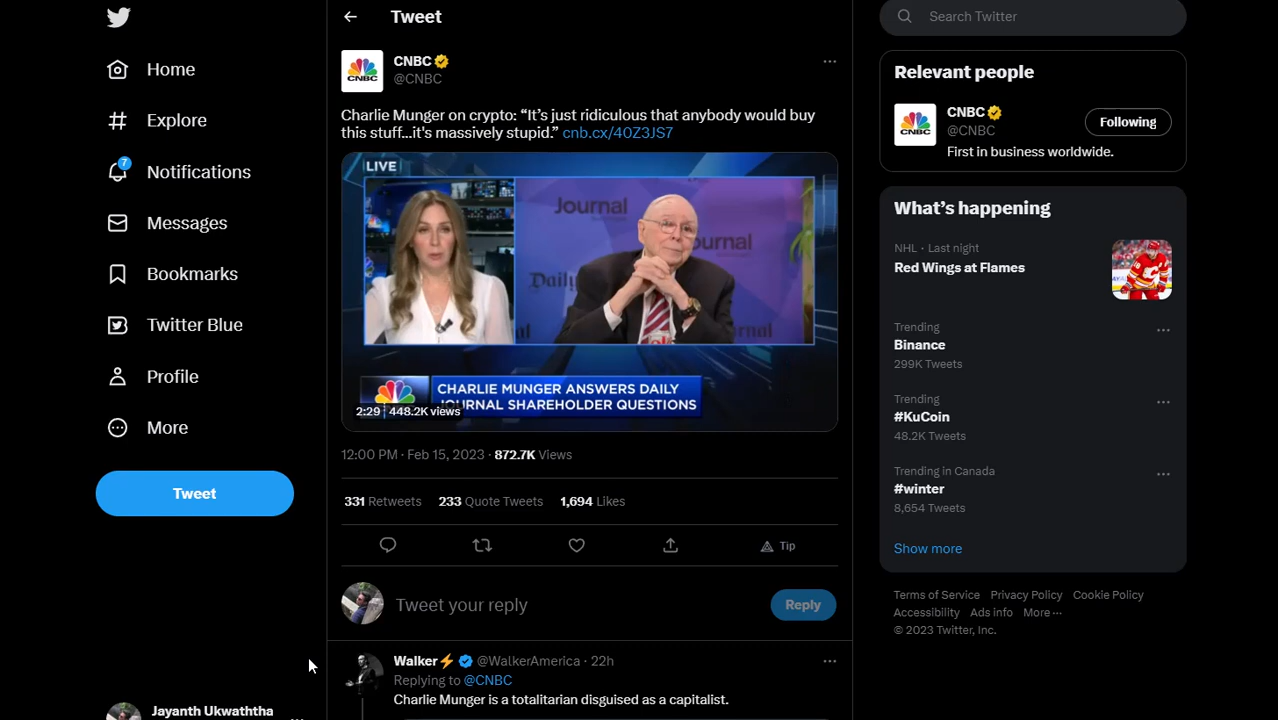 Home
Explore
7
Notifications
Messages
Bookmarks
Twitter Blue
Profile
More
Tweet
Jayanth Ukwaththa
Tweet
CNBC
@CNBC
Charlie Munger on crypto: “It’s just ridiculous that anybody would buy
this stuff...it's massively stupid.” cnb.cx/40Z3JS7
LIVE
CNBC
Journal
Journal
Daily
CHARLIE MUNGER ANSWERS DAILY
JOURNAL SHAREHOLDER QUESTIONS
2:29 448.2K views
12:00 PM · Feb 15, 2023 · 872.7K Views
331 Retweets 233 Quote Tweets 1,694 Likes
Tip
Tweet your reply
Reply
Walker⚡ @WalkerAmerica · 22h
Replying to @CNBC
Charlie Munger is a totalitarian disguised as a capitalist.
Search Twitter
Relevant people
CNBC
@CNBC
Following
First in business worldwide.
What’s happening
NHL · Last night
Red Wings at Flames
Trending
Binance
299K Tweets
Trending
#KuCoin
48.2K Tweets
Trending in Canada
#winter
8,654 Tweets
Show more
Terms of Service Privacy Policy Cookie Policy
Accessibility Ads info More ···
© 2023 Twitter, Inc.